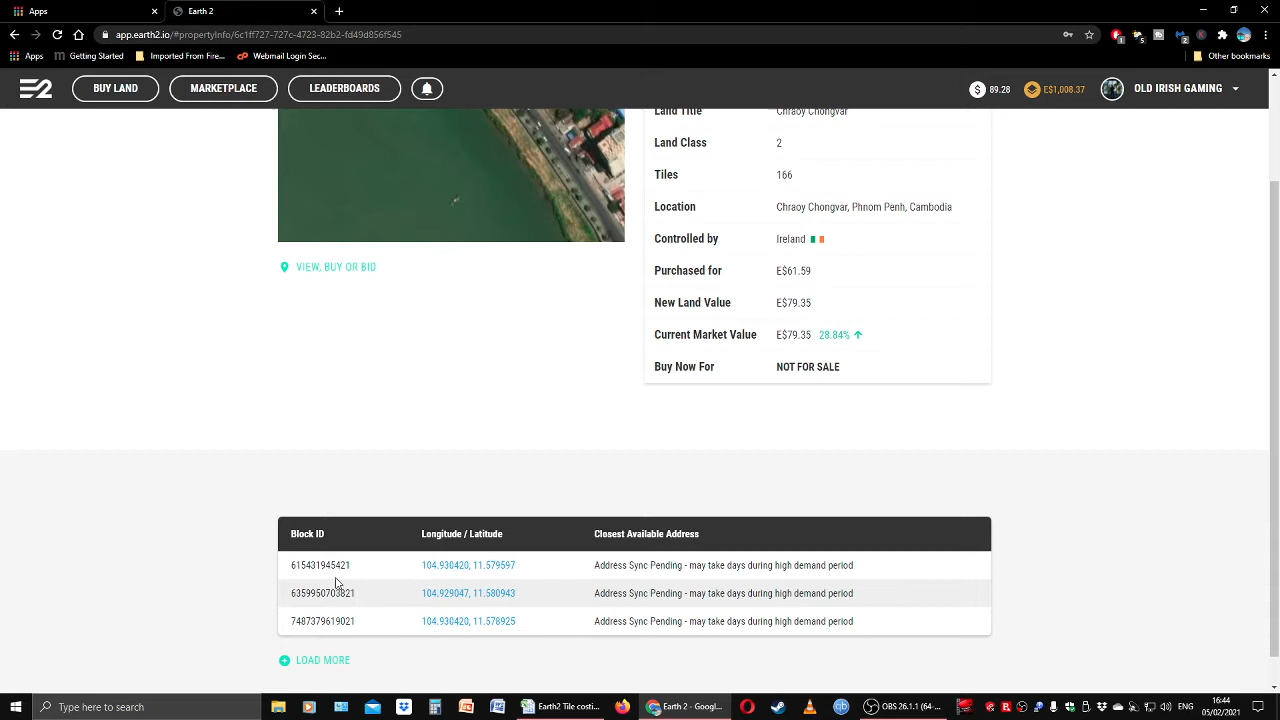 Apps
Earth 2
app.earth2.io/#propertyInfo/6c1ff727-727c-4723-82b2-fd49d856f545
Apps
Getting Started
Imported From Fire...
Webmail Login Sec...
Other bookmarks
BUY LAND
MARKETPLACE
LEADERBOARDS
$ 89.28
E$1,008.37
OLD IRISH GAMING
Land Title Chraoy Chongvar
Land Class 2
Tiles 166
Location Chraoy Chongvar, Phnom Penh, Cambodia
Controlled by Ireland
Purchased for E$61.59
New Land Value E$79.35
Current Market Value E$79.35 28.84%
Buy Now For NOT FOR SALE
VIEW, BUY OR BID
Block ID Longitude / Latitude Closest Available Address
615431945421 104.930420, 11.579597 Address Sync Pending - may take days during high demand period
6359950703821 104.929047, 11.580943 Address Sync Pending - may take days during high demand period
7487379619021 104.930420, 11.578925 Address Sync Pending - may take days during high demand period
LOAD MORE
Type here to search
Earth2 Tile costi...
Earth 2 - Googl...
OBS 26.1.1 (64-...
ENG
16:44
05/02/2021